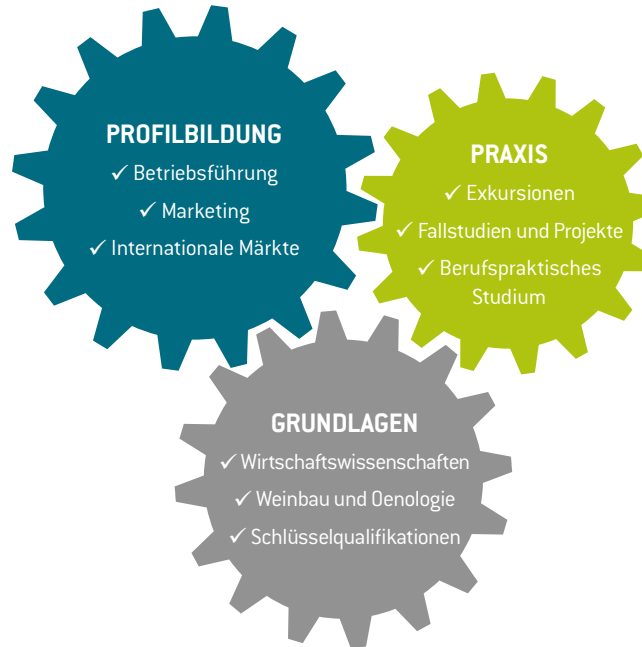 PROFILBILDUNG
✓ Betriebsführung
✓ Marketing
✓ Internationale Märkte
PRAXIS
✓ Exkursionen
✓ Fallstudien und Projekte
✓ Berufspraktisches
Studium
GRUNDLAGEN
✓ Wirtschaftswissenschaften
✓ Weinbau und Oenologie
✓ Schlüsselqualifikationen